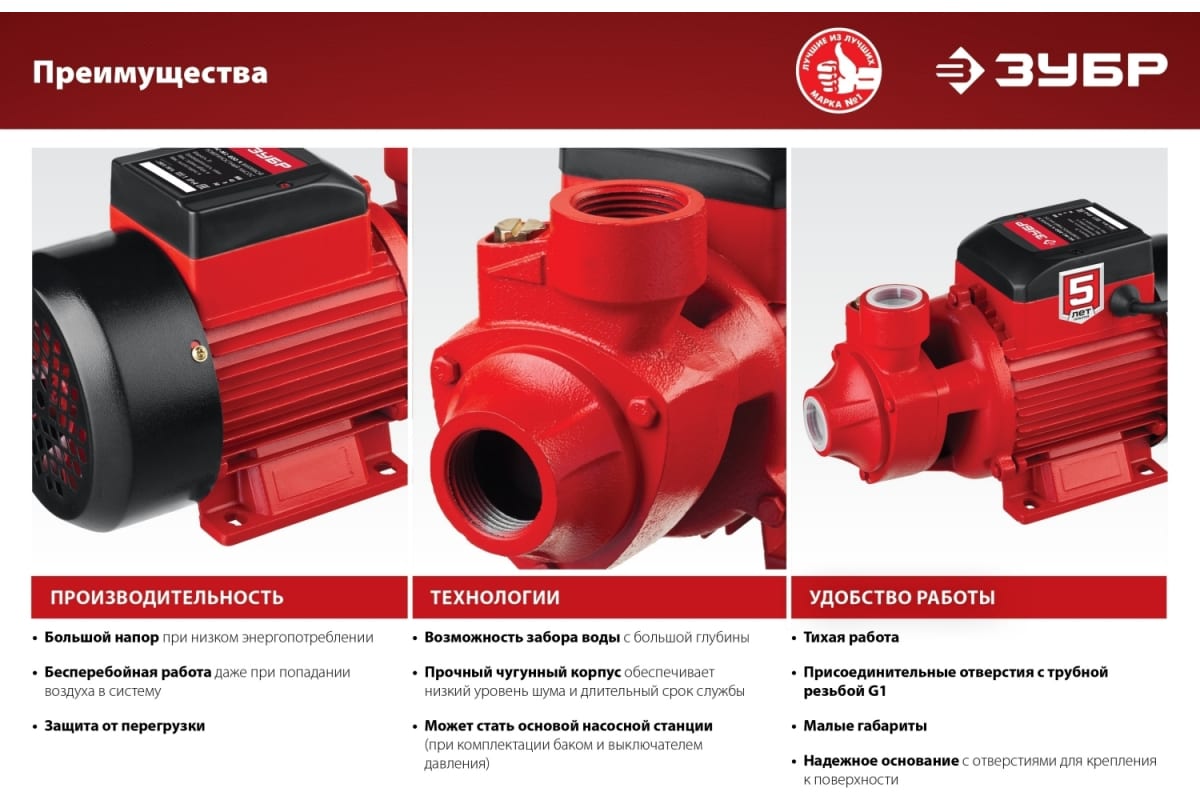 Преимущества
ЛУЧШИЕ ИЗ ЛУЧШИХ
МАРКА №1
ЗУБР
ЗУБР
ЗУБР
5
лет
ПРОИЗВОДИТЕЛЬНОСТЬ
• Большой напор при низком энергопотреблении
• Бесперебойная работа даже при попадании
воздуха в систему
• Защита от перегрузки
ТЕХНОЛОГИИ
• Возможность забора воды с большой глубины
• Прочный чугунный корпус обеспечивает
низкий уровень шума и длительный срок службы
• Может стать основой насосной станции
(при комплектации баком и выключателем
давления)
УДОБСТВО РАБОТЫ
• Тихая работа
• Присоединительные отверстия с трубной
резьбой G1
• Малые габариты
• Надежное основание с отверстиями для крепления
к поверхности